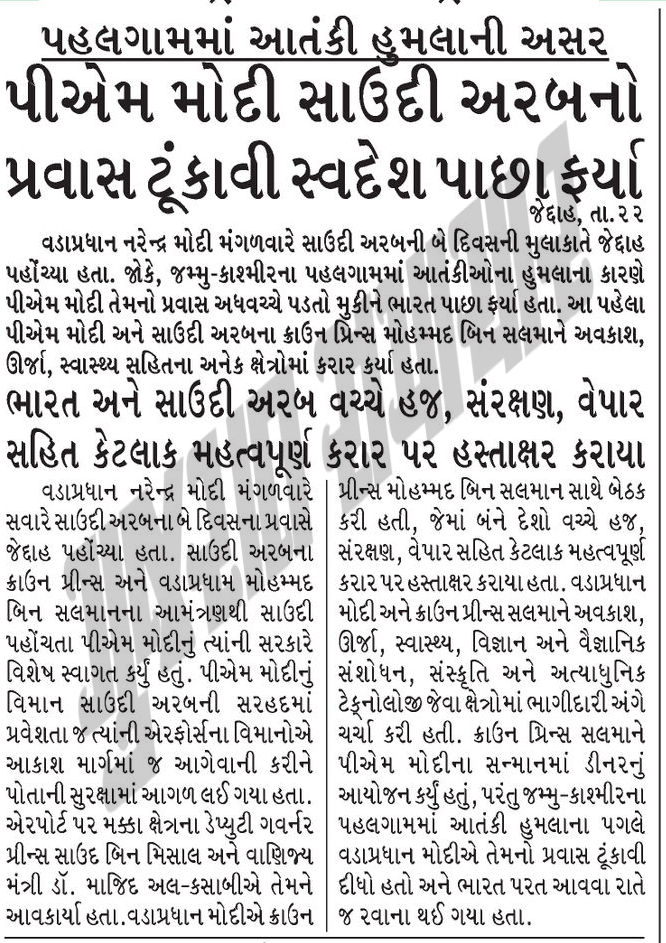 પહલગામમાં આતંકી હુમલાની અસર
પીએમ મોદી સાઉદી અરબનો
પ્રવાસ ટૂંકાવી સ્વદેશ પાછા ફર્યા
જેદ્દાહ, તા.૨૨
વડાપ્રધાન નરેન્દ્ર મોદી મંગળવારે સાઉદી અરબની બે દિવસની મુલાકાતે જેદ્દાહ
પહોંચ્યા હતા. જોકે, જમ્મુ-કાશ્મીરના પહલગામમાં આતંકીઓના હુમલાના કારણે
પીએમ મોદી તેમનો પ્રવાસ અધવચ્ચે પડતો મુકીને ભારત પાછા ફર્યા હતા. આ પહેલા
પીએમ મોદી અને સાઉદી અરબના ક્રાઉન પ્રિન્સ મોહમ્મદ બિન સલમાને અવકાશ,
ઊર્જા, સ્વાસ્થ્ય સહિતના અનેક ક્ષેત્રોમાં કરાર કર્યા હતા.
ભારત અને સાઉદી અરબ વચ્ચે હજ, સંરક્ષણ, વેપાર
સહિત કેટલાક મહત્વપૂર્ણ કરાર પર હસ્તાક્ષર કરાયા
વડાપ્રધાન નરેન્દ્ર મોદી મંગળવારે
સવારે સાઉદી અરબના બે દિવસના પ્રવાસે
જેદ્દાહ પહોંચ્યા હતા. સાઉદી અરબના
ક્રાઉન પ્રીન્સ અને વડાપ્રધામ મોહમ્મદ
બિન સલમાનના આમંત્રણથી સાઉદી
પહોંચતા પીએમ મોદીનું ત્યાંની સરકારે
વિશેષ સ્વાગત કર્યું હતું. પીએમ મોદીનું
વિમાન સાઉદી અરબની સરહદમાં
પ્રવેશતા જ ત્યાંની એરફોર્સના વિમાનોએ
આકાશ માર્ગમાં જ આગેવાની કરીને
પોતાની સુરક્ષામાં આગળ લઈ ગયા હતા.
એરપોર્ટ પર મક્કા ક્ષેત્રના ડેપ્યુટી ગવર્નર
પ્રીન્સ સાઉદ બિન મિસાલ અને વાણિજ્ય
મંત્રી ડૉ. માજિદ અલ-કસાબીએ તેમને
આવકાર્યા હતા.વડાપ્રધાન મોદીએ ક્રાઉન
પ્રીન્સ મોહમ્મદ બિન સલમાન સાથે બેઠક
કરી હતી, જેમાં બંને દેશો વચ્ચે હજ,
સંરક્ષણ, વેપાર સહિત કેટલાક મહત્વપૂર્ણ
કરાર પર હસ્તાક્ષર કરાયા હતા. વડાપ્રધાન
મોદી અને ક્રાઉન પ્રીન્સ સલમાને અવકાશ,
ઊર્જા, સ્વાસ્થ્ય, વિજ્ઞાન અને વૈજ્ઞાનિક
સંશોધન, સંસ્કૃતિ અને અત્યાધુનિક
ટેક્નોલોજી જેવા ક્ષેત્રોમાં ભાગીદારી અંગે
ચર્ચા કરી હતી. ક્રાઉન પ્રિન્સ સલમાને
પીએમ મોદીના સન્માનમાં ડીનરનું
આયોજન કર્યું હતું, પરંતુ જમ્મુ-કાશ્મીરના
પહલગામમાં આતંકી હુમલાના પગલે
વડાપ્રધાન મોદીએ તેમનો પ્રવાસ ટૂંકાવી
દીધો હતો અને ભારત પરત આવવા રાતે
જ રવાના થઈ ગયા હતા.